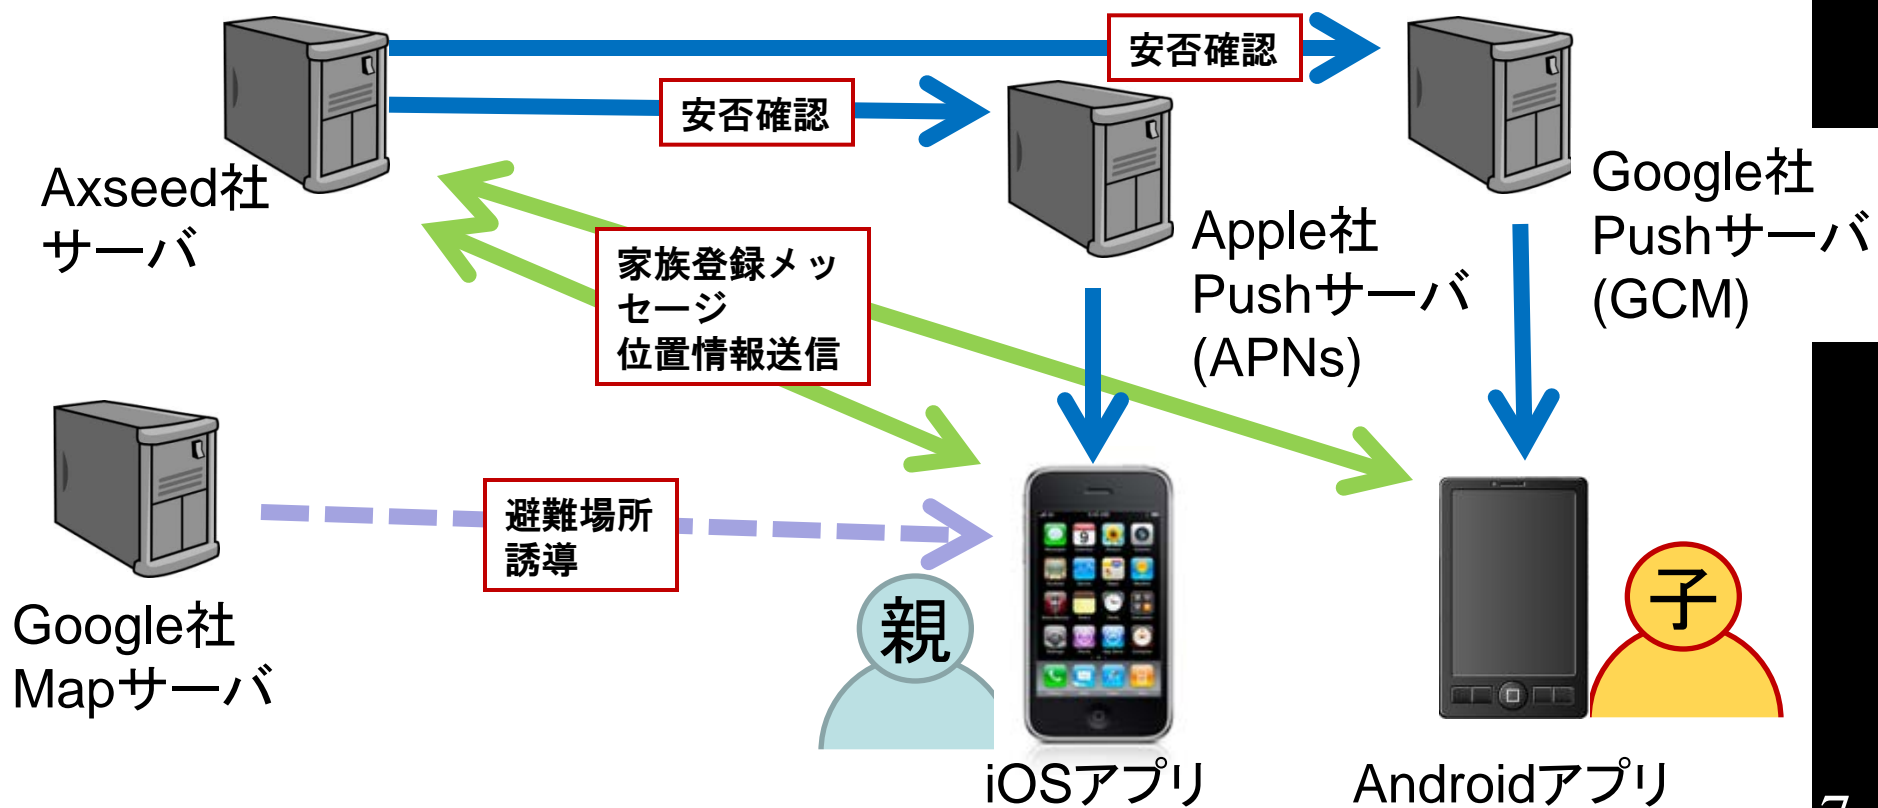 安否確認
安否確認
Axseed社
サーバ
Google社
Pushサーバ
(GCM)
Apple社
Pushサーバ
(APNs)
家族登録メッ
セージ
位置情報送信
避難場所
誘導
Google社
Mapサーバ
親
子
iOSアプリ
Androidアプリ